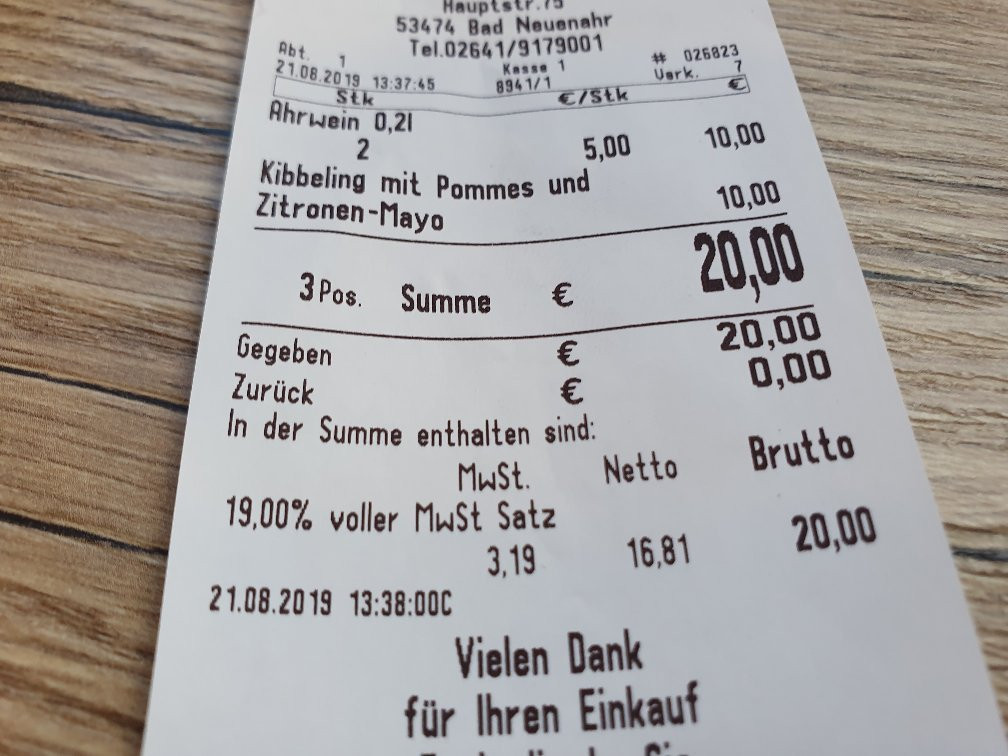 Hauptstr.75
53474 Bad Neuenahr
Tel.02641/9179001
Abt. 1 Kasse 1 # 026823
21.08.2019 13:37:45 8941/1 Verk. 7
Stk €/Stk €
Ahrwein 0,2l
2 5,00 10,00
Kibbeling mit Pommes und
Zitronen-Mayo 10,00
3 Pos. Summe € 20,00
Gegeben € 20,00
Zurück € 0,00
In der Summe enthalten sind:
MwSt. Netto Brutto
19,00% voller MwSt Satz
3,19 16,81 20,00
21.08.2019 13:38:00C
Vielen Dank
für Ihren Einkauf